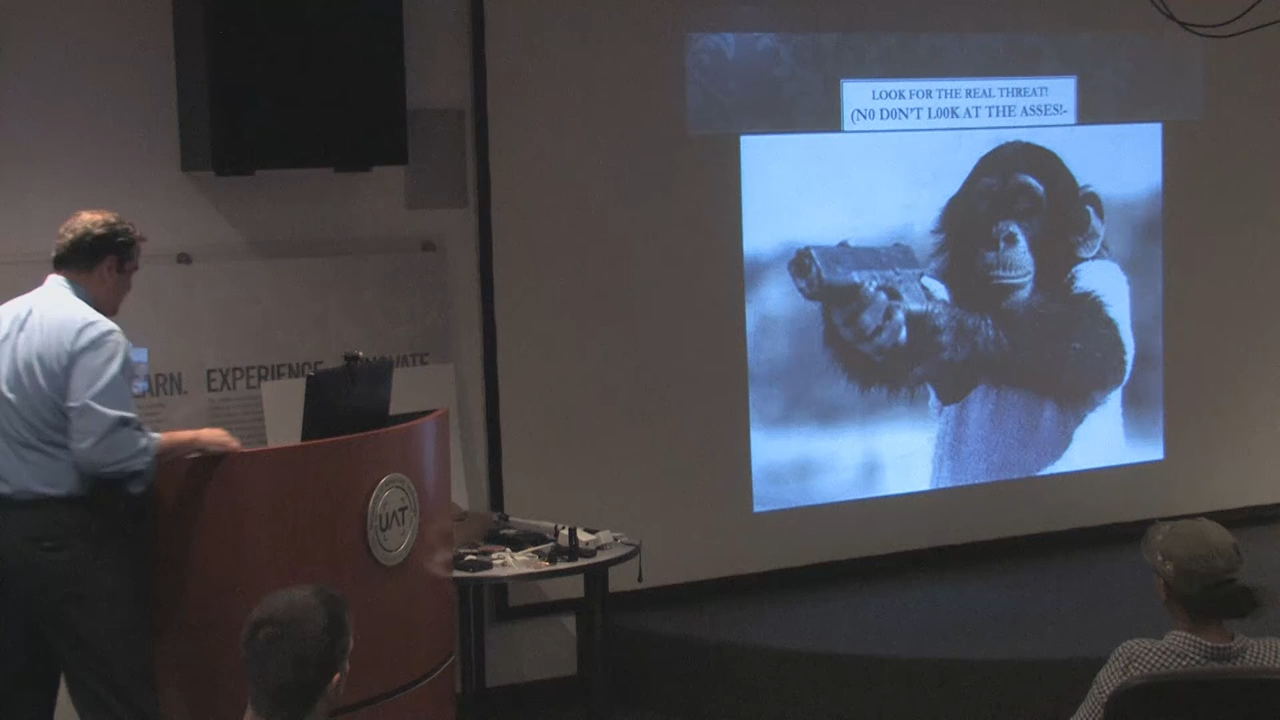 LOOK FOR THE REAL THREAT!
(N0 D0N'T L00K AT THE ASSES!-
EXPERIENCE
UAT